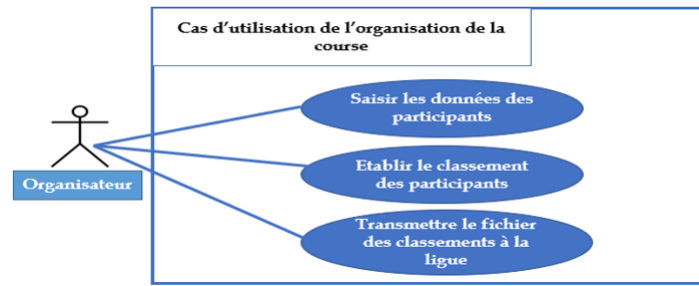 Cas d'utilisation de l'organisation de la
course
Saisir les données des
participants
Etablir le classement
des participants
Organisateur
Transmettre le fichier
des classements à la
ligue